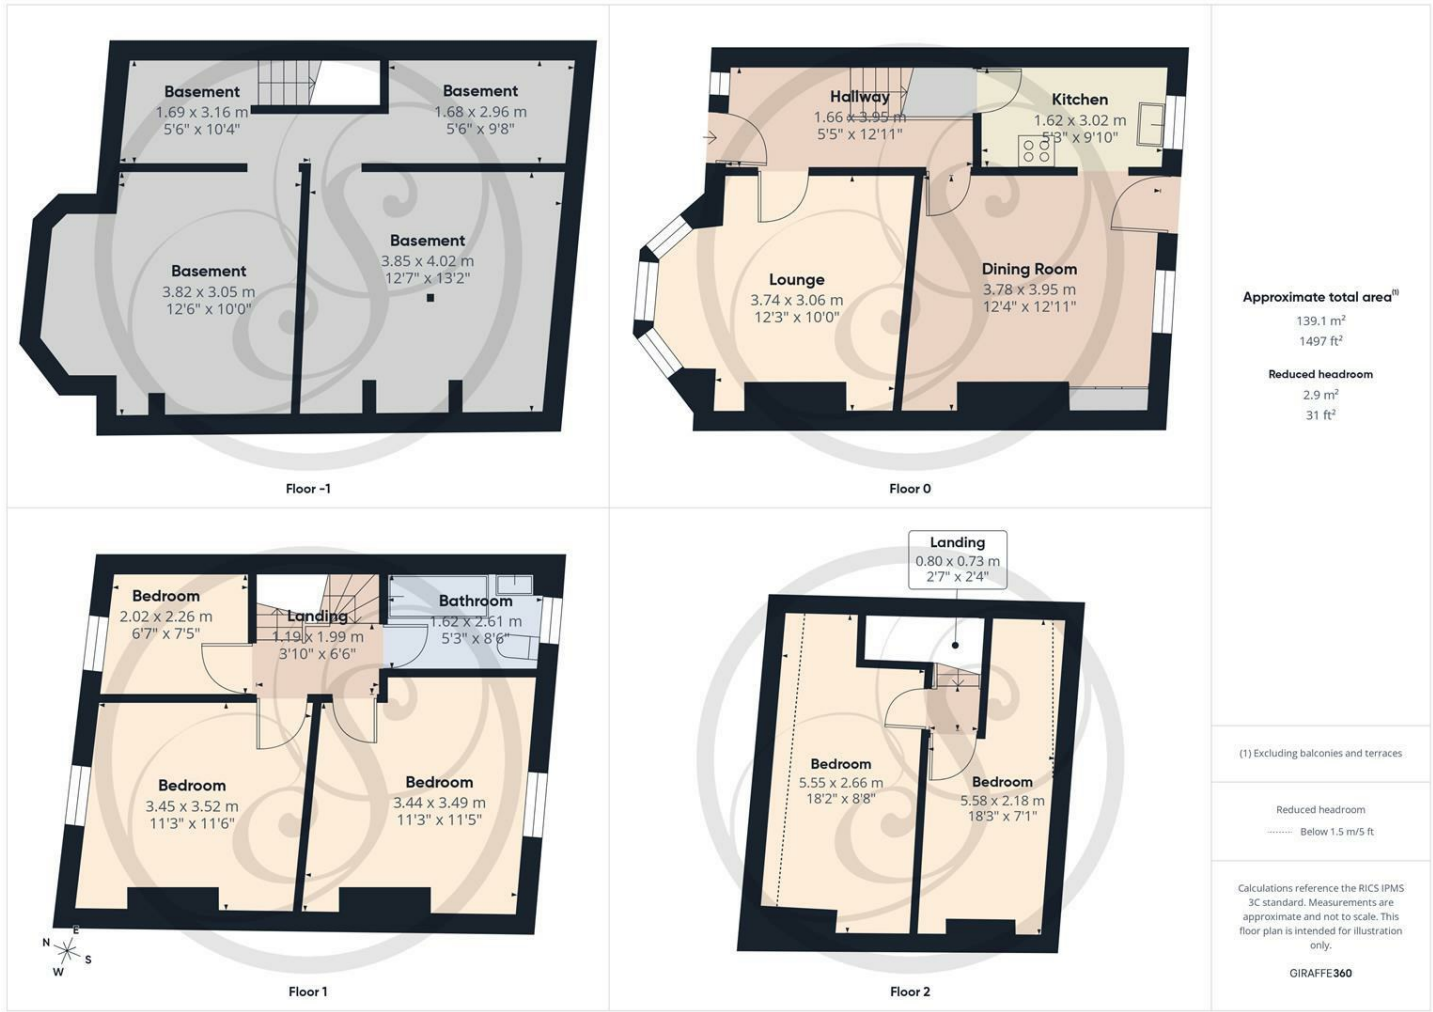 Basement
1.69 x 3.16 m
5'6" x 10'4"
Basement
1.68 x 2.96 m
5'6" x 9'8"
Basement
3.82 x 3.05 m
12'6" x 10'0"
Basement
3.85 x 4.02 m
12'7" x 13'2"
Floor -1
Hallway
1.66 x 3.95 m
5'5" x 12'11"
Kitchen
1.62 x 3.02 m
5'3" x 9'10"
Lounge
3.74 x 3.06 m
12'3" x 10'0"
Dining Room
3.78 x 3.95 m
12'4" x 12'11"
Floor 0
Bedroom
2.02 x 2.26 m
6'7" x 7'5"
Landing
1.19 x 1.99 m
3'10" x 6'6"
Bathroom
1.62 x 2.61 m
5'3" x 8'6"
Bedroom
3.45 x 3.52 m
11'3" x 11'6"
Bedroom
3.44 x 3.49 m
11'3" x 11'5"
N
E
S
W
Floor 1
Landing
0.80 x 0.73 m
2'7" x 2'4"
Bedroom
5.55 x 2.66 m
18'2" x 8'8"
Bedroom
5.58 x 2.18 m
18'3" x 7'1"
Floor 2
Approximate total area(1)
139.1 m²
1497 ft²
Reduced headroom
2.9 m²
31 ft²
(1) Excluding balconies and terraces
Reduced headroom
Below 1.5 m/5 ft
Calculations reference the RICS IPMS
3C standard. Measurements are
approximate and not to scale. This
floor plan is intended for illustration
only.
GIRAFFE360